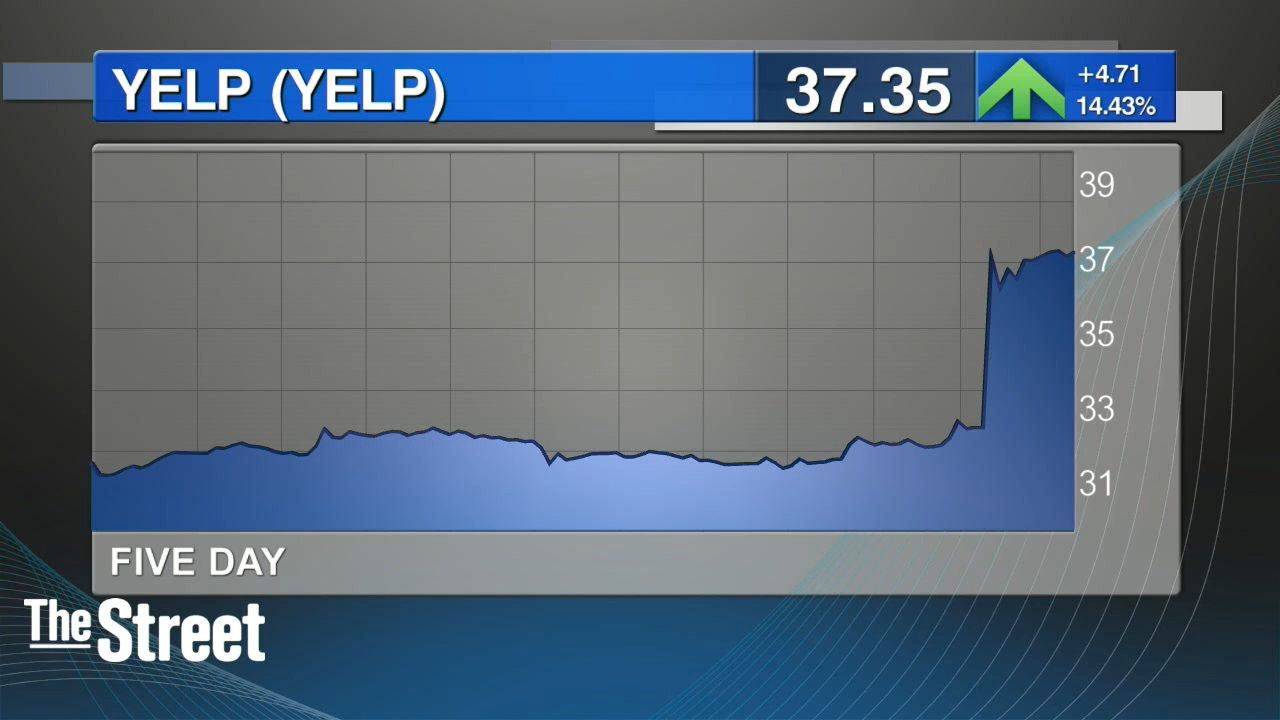 YELP (YELP)
37.35
+4.71
14.43%
39
37
35
33
31
FIVE DAY
The Street